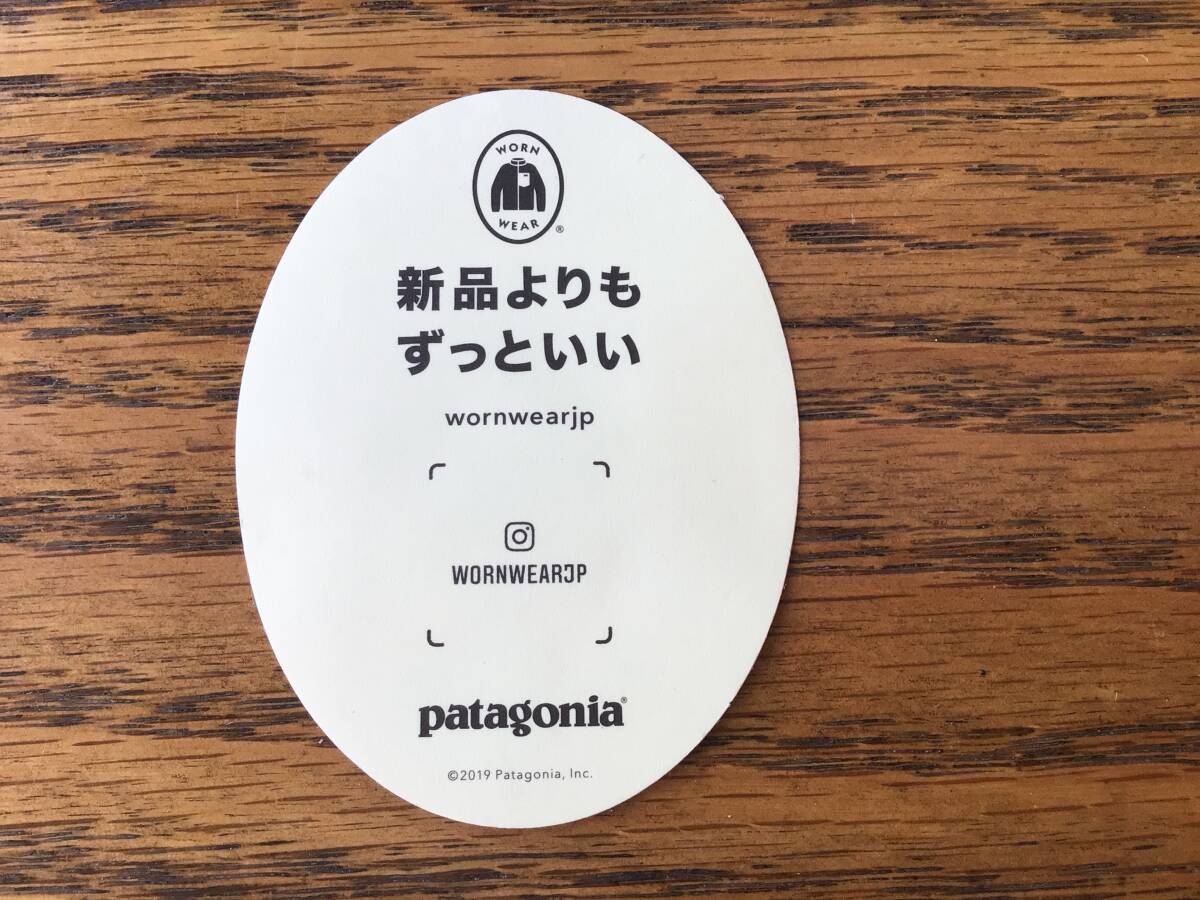 WORN
WEAR
®
新品よりも
ずっといい
wornwearjp
WORNWEARJP
patagonia®
©2019 Patagonia, Inc.